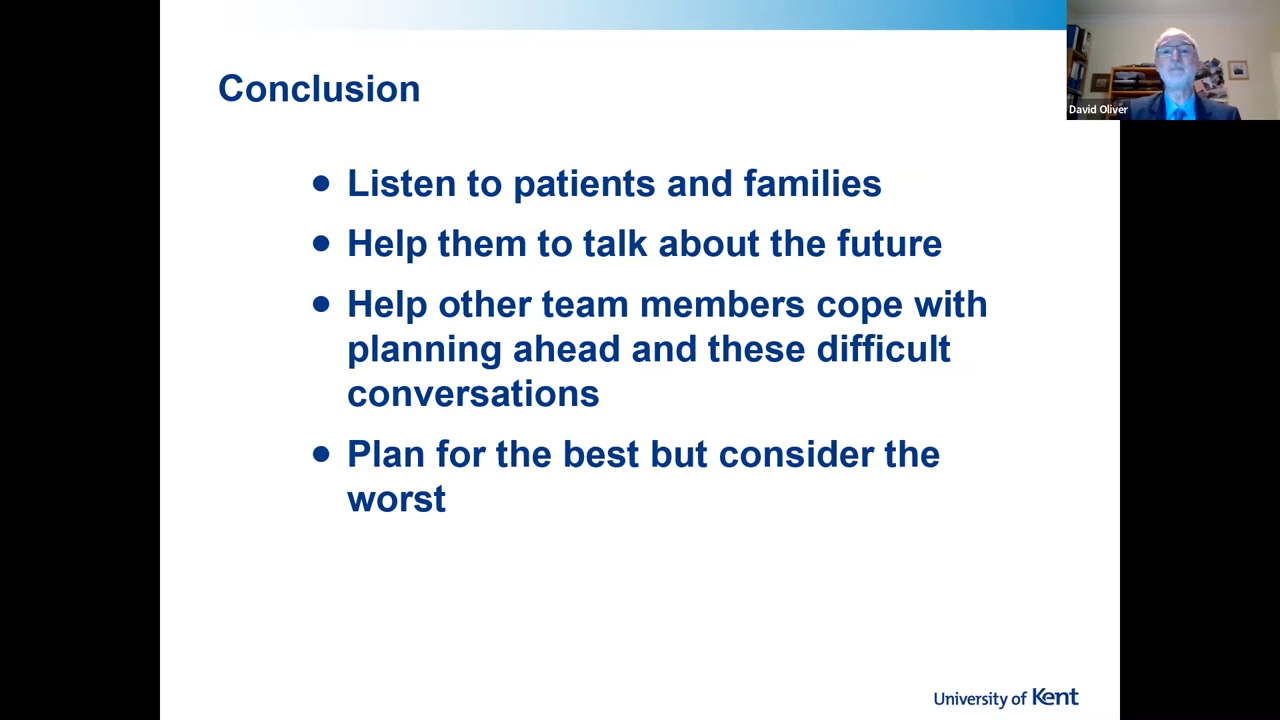 Conclusion
David Oliver
● Listen to patients and families
● Help them to talk about the future
● Help other team members cope with
planning ahead and these difficult
conversations
● Plan for the best but consider the
worst
University of Kent